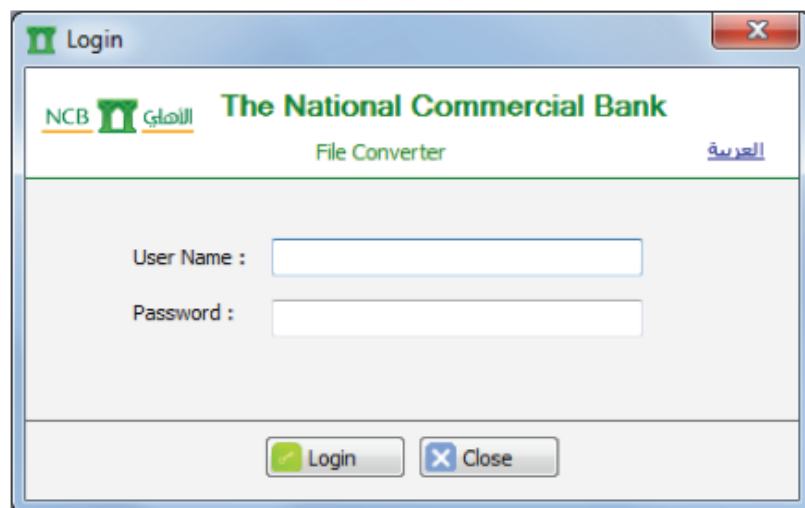 Login
NCB الأهلي The National Commercial Bank
File Converter العربية
User Name :
Password :
Login Close